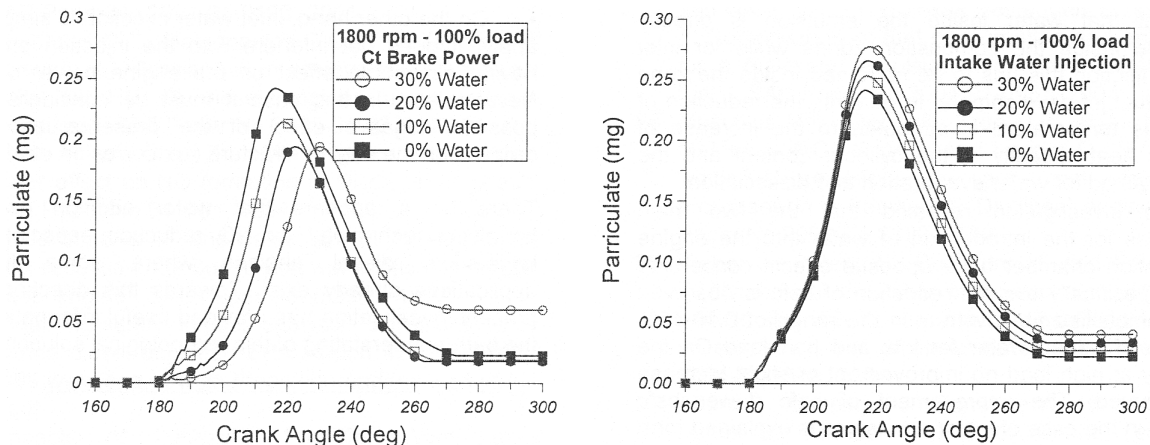 0.3
0.25
0.2
0.15
0.1
0.05
0
Parriculate (mg)
1800 rpm - 100% load
Ct Brake Power
30% Water
20% Water
10% Water
0% Water
160 180 200 220 240 260 280 300
Crank Angle (deg)
0.30
0.25
0.20
0.15
0.10
0.05
0.00
Parriculate (mg)
1800 rpm - 100% load
Intake Water Injection
30% Water
20% Water
10% Water
0% Water
160 180 200 220 240 260 280 300
Crank Angle (deg)